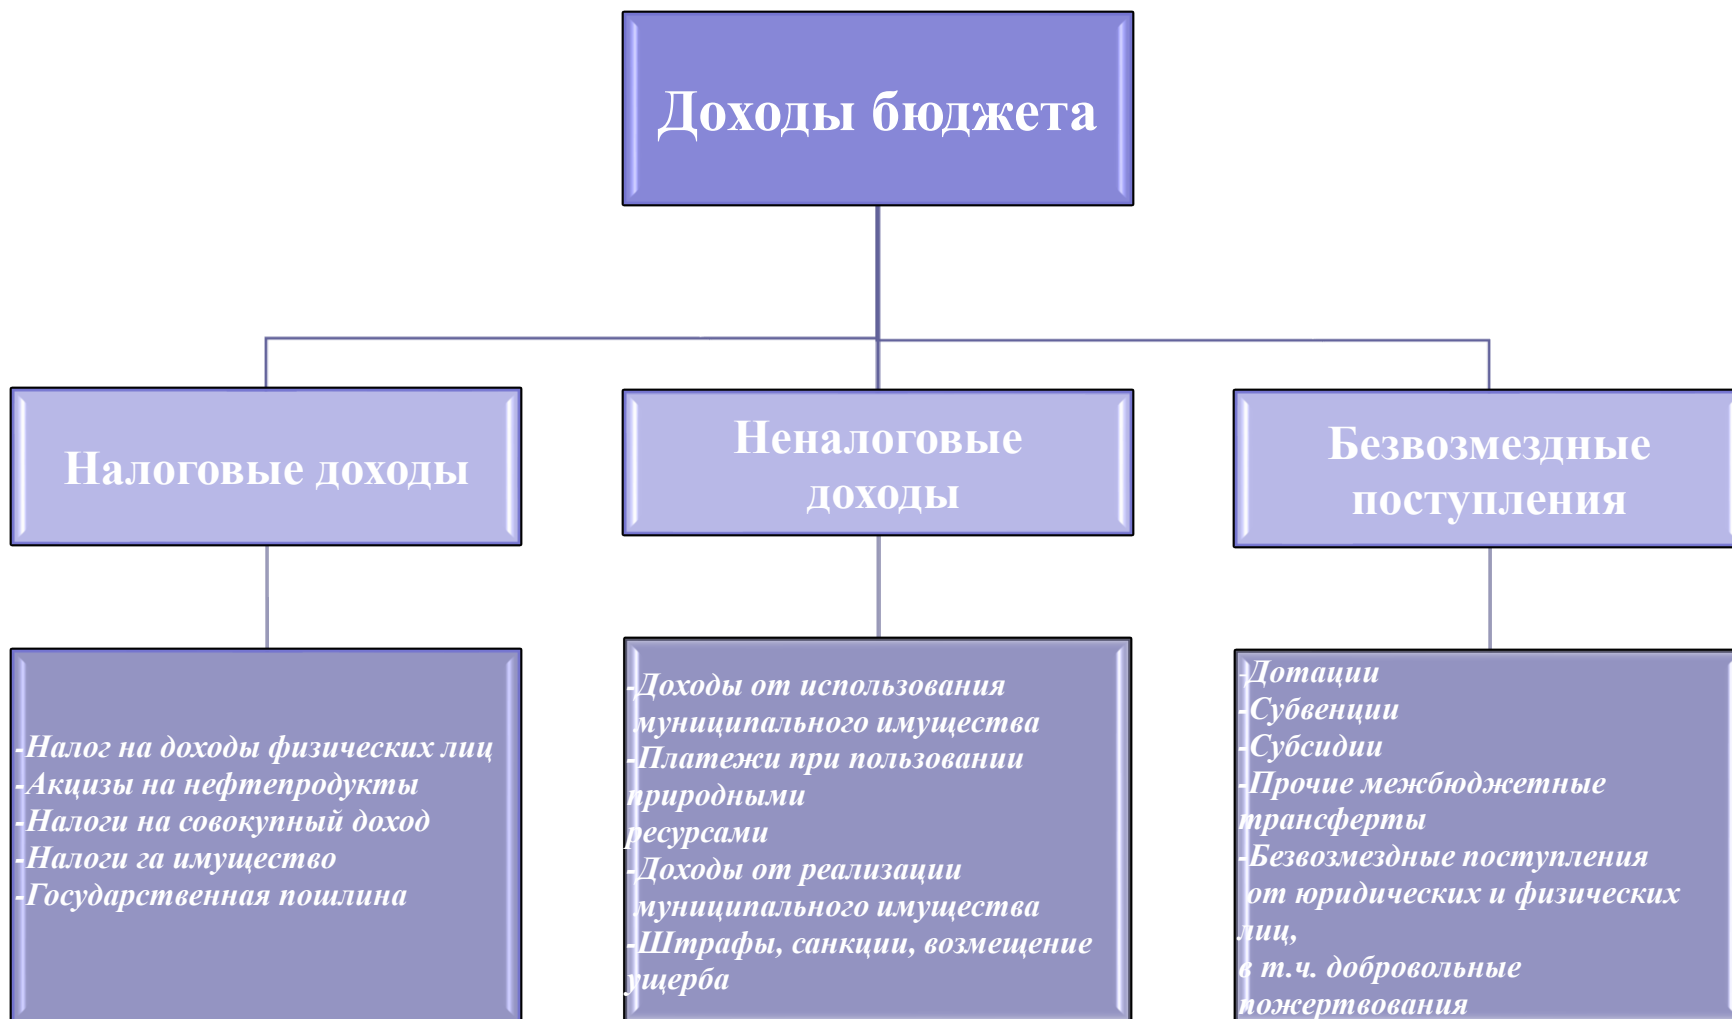 Доходы бюджета
Налоговые доходы
Неналоговые
доходы
Безвозмездные
поступления
-Налог на доходы физических лиц
-Акцизы на нефтепродукты
-Налоги на совокупный доход
-Налоги га имущество
-Государственная пошлина
-Доходы от использования
муниципального имущества
-Платежи при пользовании
природными
ресурсами
-Доходы от реализации
муниципального имущества
-Штрафы, санкции, возмещение
ущерба
-Дотации
-Субвенции
-Субсидии
-Прочие межбюджетные
трансферты
-Безвозмездные поступления
от юридических и физических
лиц,
в т.ч. добровольные
пожертвования